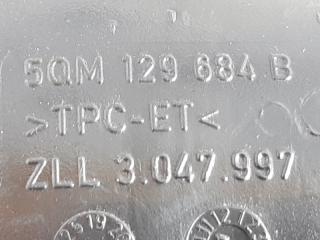 5QM 129 684 B
>TPC-ET<
ZLL 3.047.997